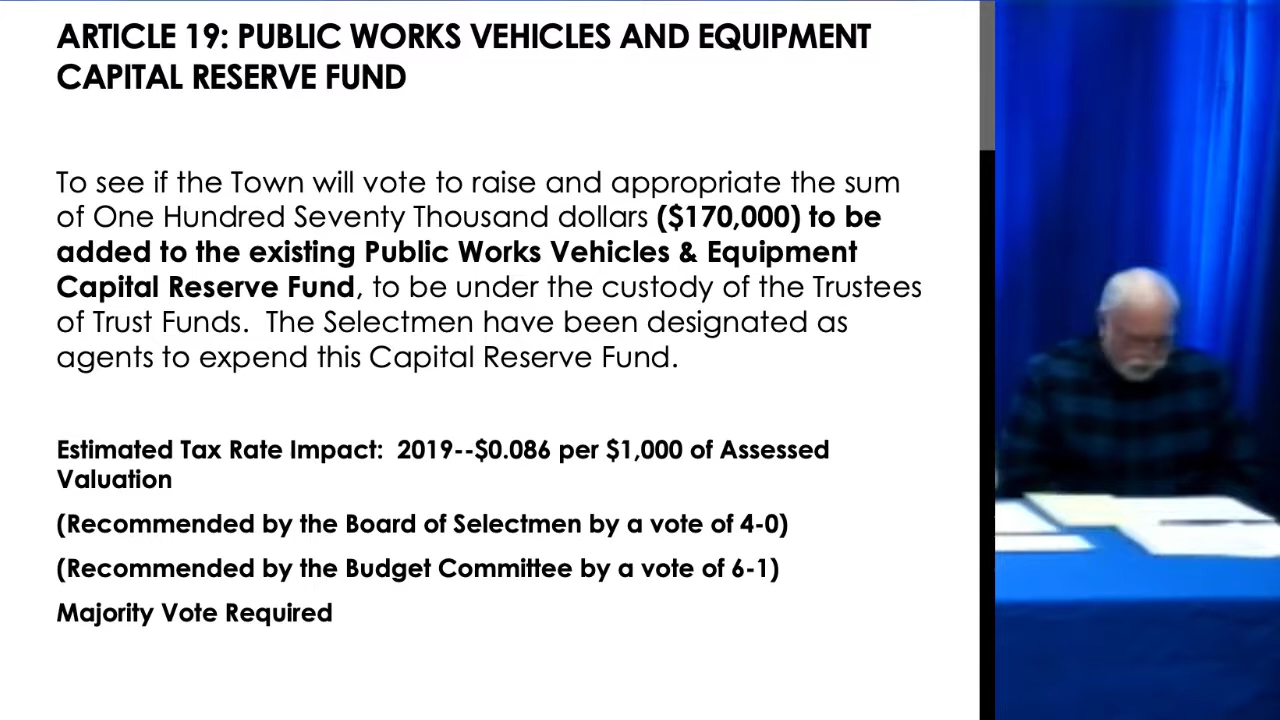 ARTICLE 19: PUBLIC WORKS VEHICLES AND EQUIPMENT
CAPITAL RESERVE FUND
To see if the Town will vote to raise and appropriate the sum
of One Hundred Seventy Thousand dollars ($170,000) to be
added to the existing Public Works Vehicles & Equipment
Capital Reserve Fund, to be under the custody of the Trustees
of Trust Funds.  The Selectmen have been designated as
agents to expend this Capital Reserve Fund.
Estimated Tax Rate Impact:  2019--$0.086 per $1,000 of Assessed
Valuation
(Recommended by the Board of Selectmen by a vote of 4-0)
(Recommended by the Budget Committee by a vote of 6-1)
Majority Vote Required